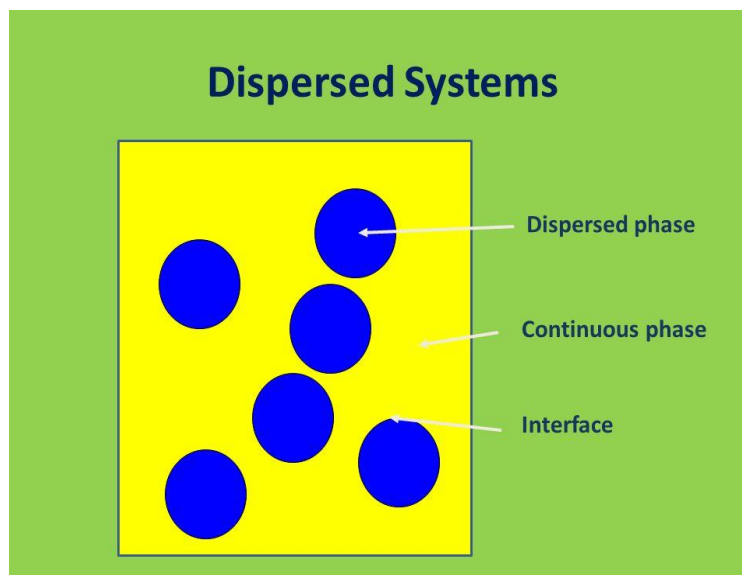 Dispersed Systems
Dispersed phase
Continuous phase
Interface